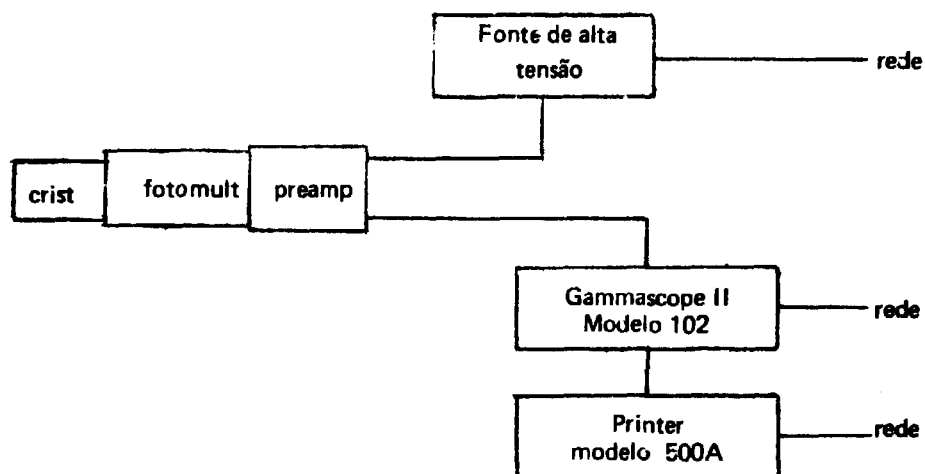 Fonte de alta
tensão
rede
crist
fotomult
preamp
Gammascope II
Modelo 102
rede
Printer
modelo 500A
rede